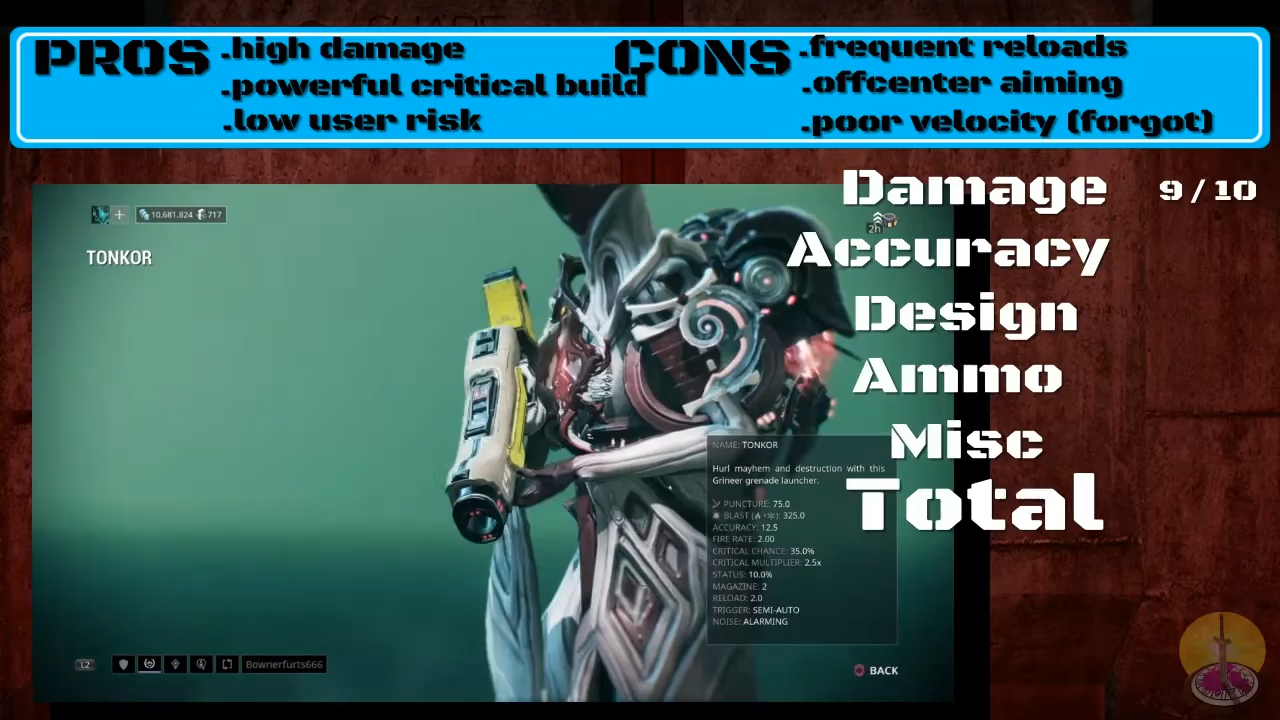 PROS
.high damage
.powerful critical build
.low user risk
CONS
.frequent reloads
.offcenter aiming
.poor velocity (forgot)
Damage 9 / 10
Accuracy
Design
Ammo
Misc
Total
10,681,824 717
2h
TONKOR
NAME: TONKOR
Hurl mayhem and destruction with this
Grineer grenade launcher.
PUNCTURE: 75.0
BLAST ( + ): 325.0
ACCURACY: 12.5
FIRE RATE: 2.00
CRITICAL CHANCE: 35.0%
CRITICAL MULTIPLIER: 2.5x
STATUS: 10.0%
MAGAZINE: 2
RELOAD: 2.0
TRIGGER: SEMI-AUTO
NOISE: ALARMING
L2
Bownerfurts666
BACK